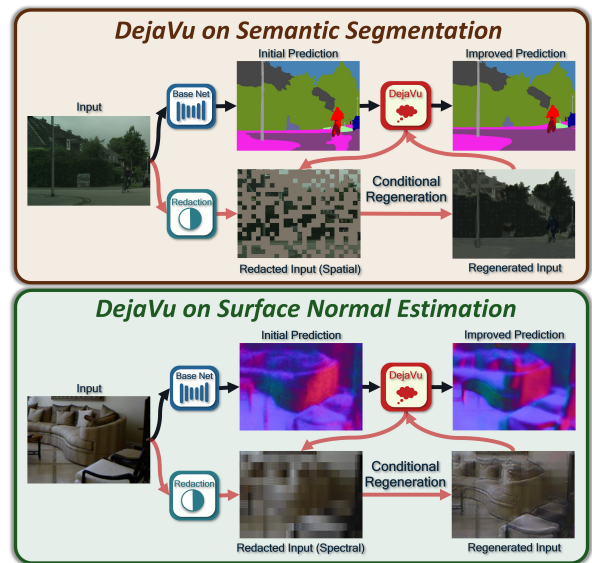 DejaVu on Semantic Segmentation
Initial Prediction
Improved Prediction
Input
Base Net
DejaVu
Redaction
Conditional
Regeneration
Redacted Input (Spatial)
Regenerated Input
DejaVu on Surface Normal Estimation
Initial Prediction
Improved Prediction
Input
Base Net
DejaVu
Redaction
Conditional
Regeneration
Redacted Input (Spectral)
Regenerated Input